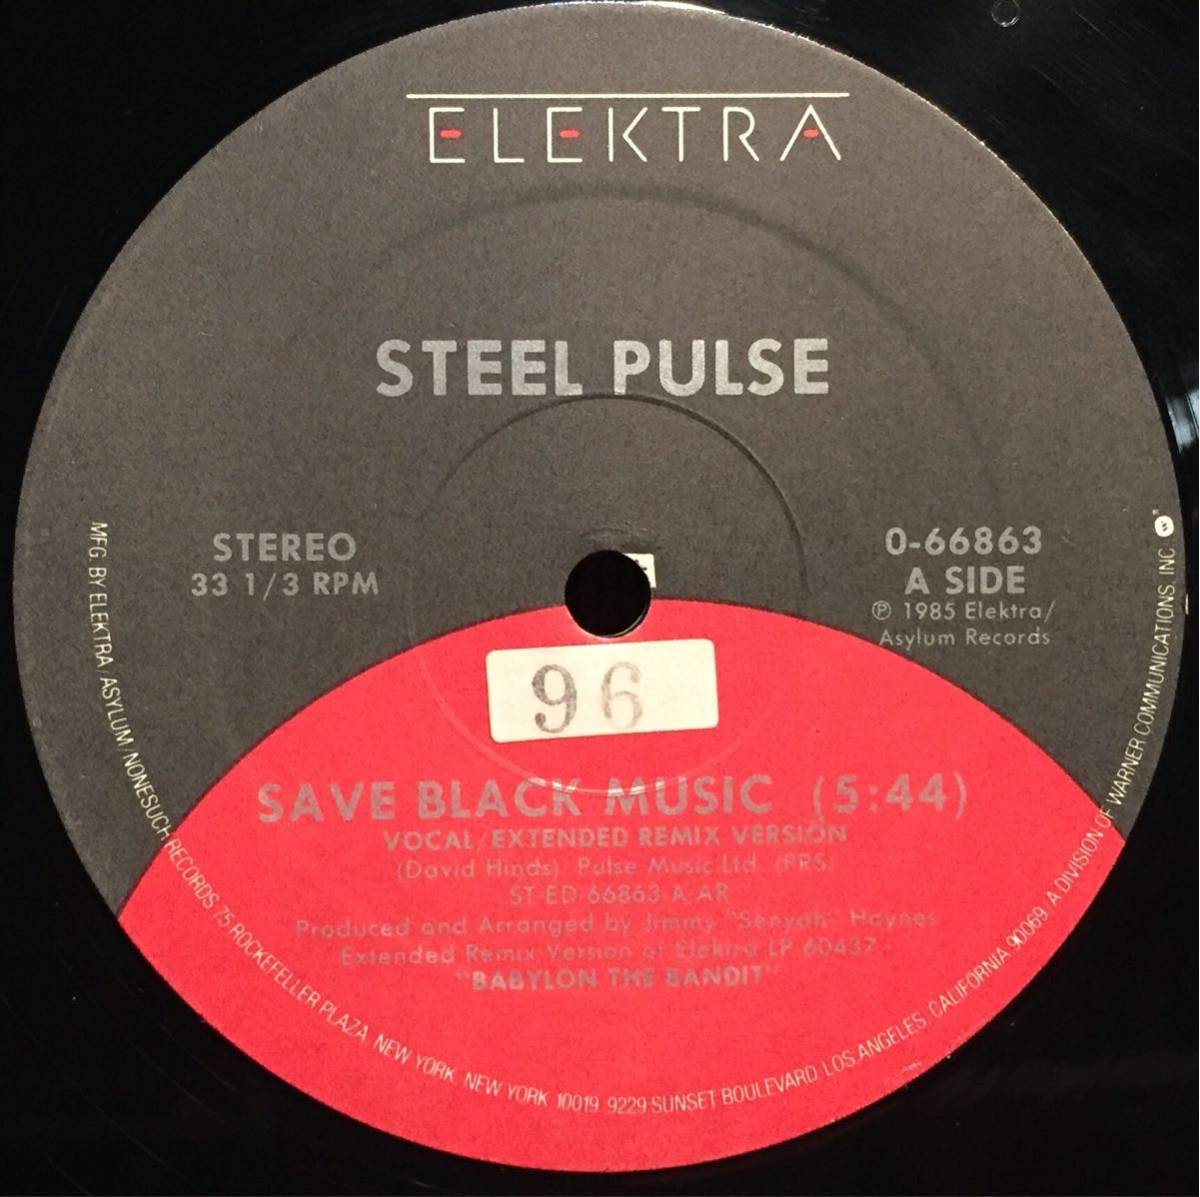 ELEKTRA
STEEL PULSE
STEREO
33 1/3 RPM
0-66863
A SIDE
℗ 1985 Elektra/
Asylum Records
96
SAVE BLACK MUSIC (5:44)
VOCAL/EXTENDED REMIX VERSION
(David Hinds) Pulse Music Ltd. (PRS)
ST-ED-66863-A-AR
Produced and Arranged by Jimmy "Senyah" Haynes
Extended Remix Version of Elektra LP 60437
"BABYLON THE BANDIT"
MFG. BY ELEKTRA/ASYLUM/NONESUCH RECORDS 75 ROCKEFELLER PLAZA, NEW YORK, NEW YORK 10019 9229 SUNSET BOULEVARD LOS ANGELES, CALIFORNIA 90069. A DIVISION OF WARNER COMMUNICATIONS, INC.